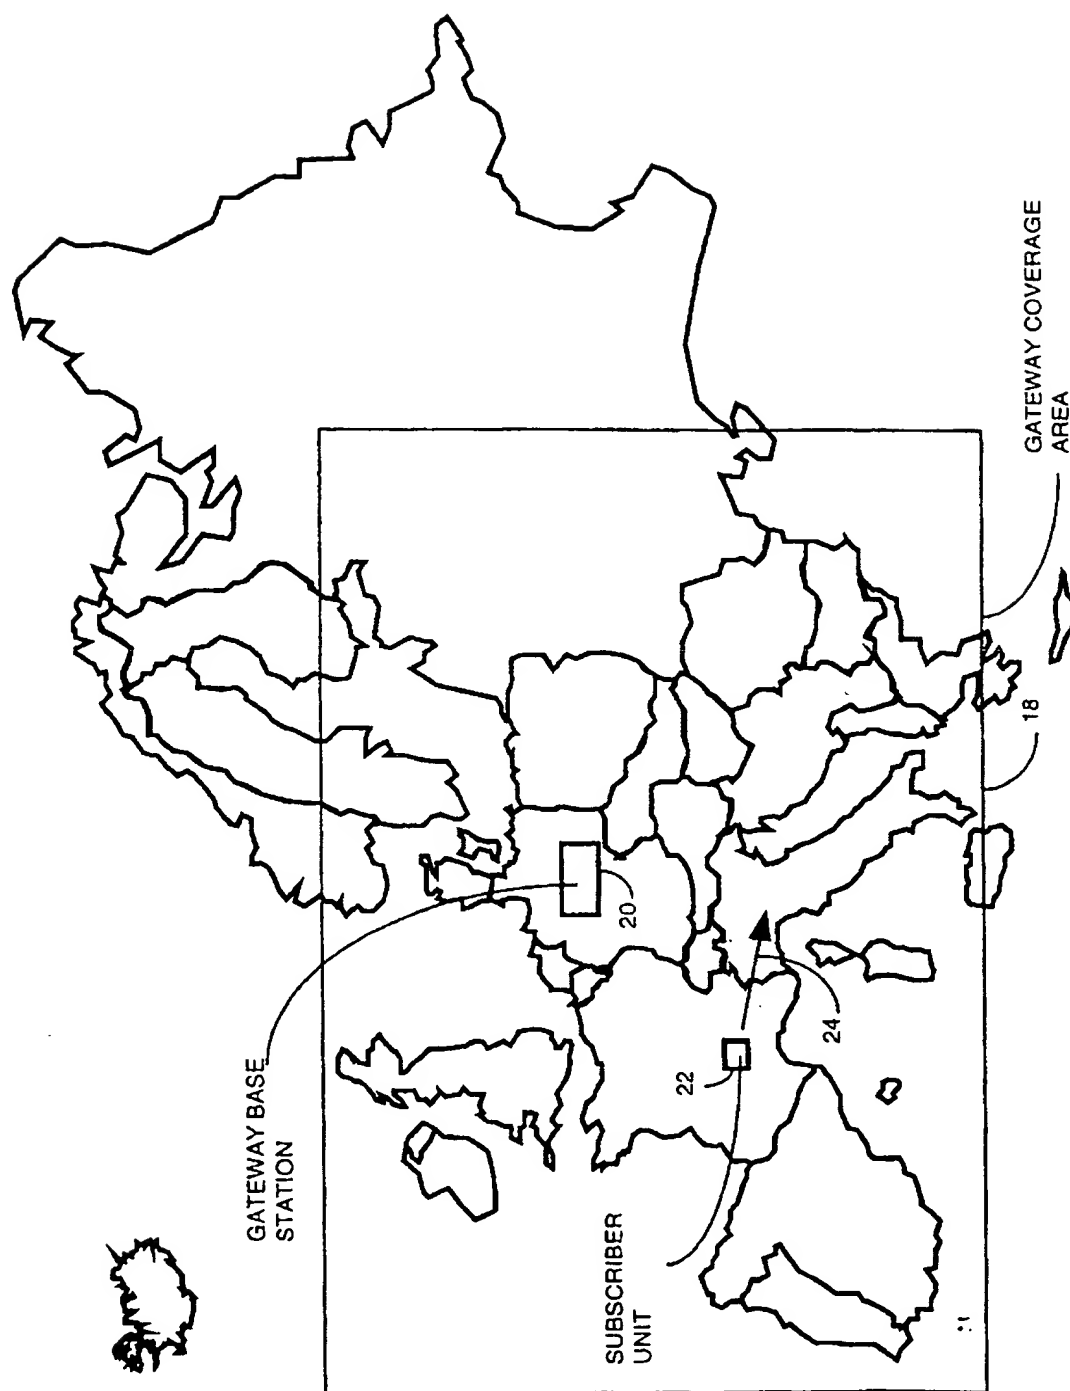 GATEWAY BASE
STATION
SUBSCRIBER
UNIT
22
24
20
18
GATEWAY COVERAGE
AREA